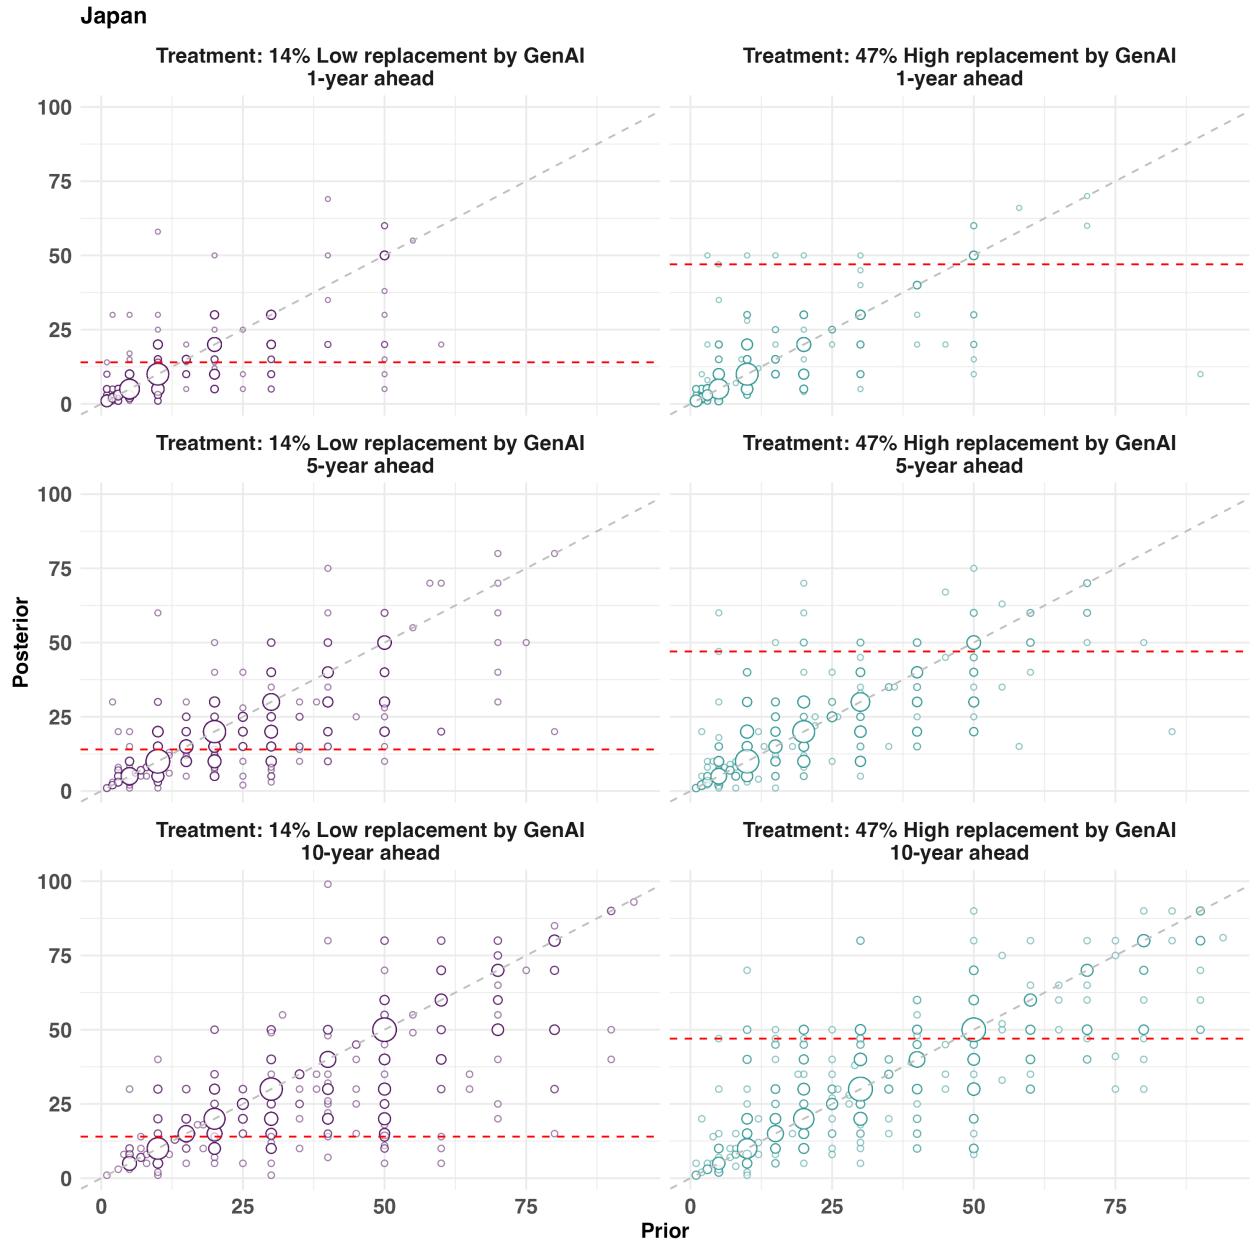 Japan
Treatment: 14% Low replacement by GenAI
1-year ahead
Treatment: 47% High replacement by GenAI
1-year ahead
100
75
50
25
0
Treatment: 14% Low replacement by GenAI
5-year ahead
Treatment: 47% High replacement by GenAI
5-year ahead
100
75
50
25
0
Posterior
Treatment: 14% Low replacement by GenAI
10-year ahead
Treatment: 47% High replacement by GenAI
10-year ahead
100
75
50
25
0
0 25 50 75
0 25 50 75
Prior